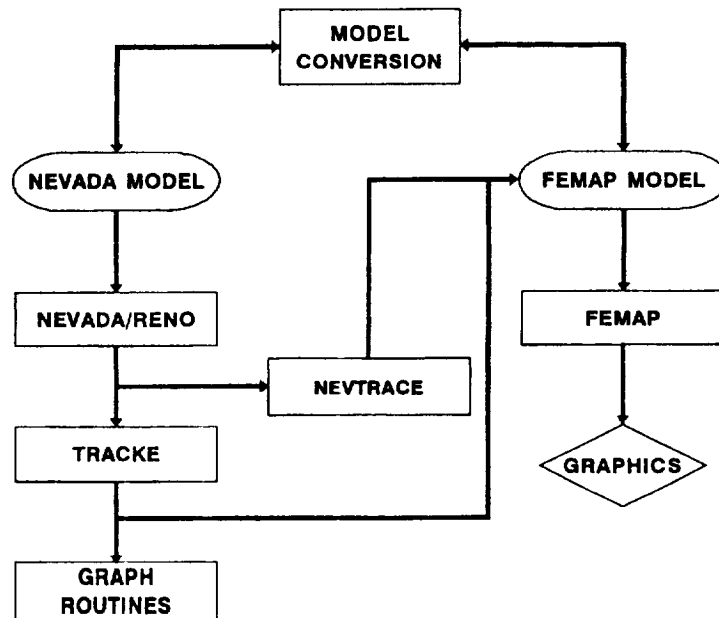 MODEL
CONVERSION
NEVADA MODEL
FEMAP MODEL
NEVADA/RENO
FEMAP
NEVTRACE
TRACKE
GRAPHICS
GRAPH
ROUTINES